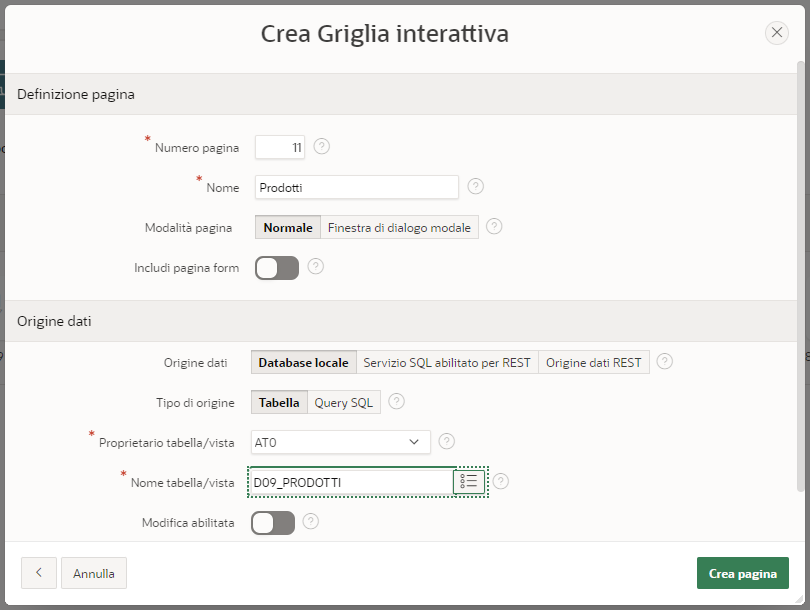 Crea Griglia interattiva
Definizione pagina
* Numero pagina 11 ?
* Nome Prodotti ?
Modalità pagina Normale Finestra di dialogo modale ?
Includi pagina form ?
Origine dati
Origine dati Database locale Servizio SQL abilitato per REST Origine dati REST ?
Tipo di origine Tabella Query SQL ?
* Proprietario tabella/vista AT0 ?
* Nome tabella/vista D09_PRODOTTI ?
Modifica abilitata ?
Annulla Crea pagina